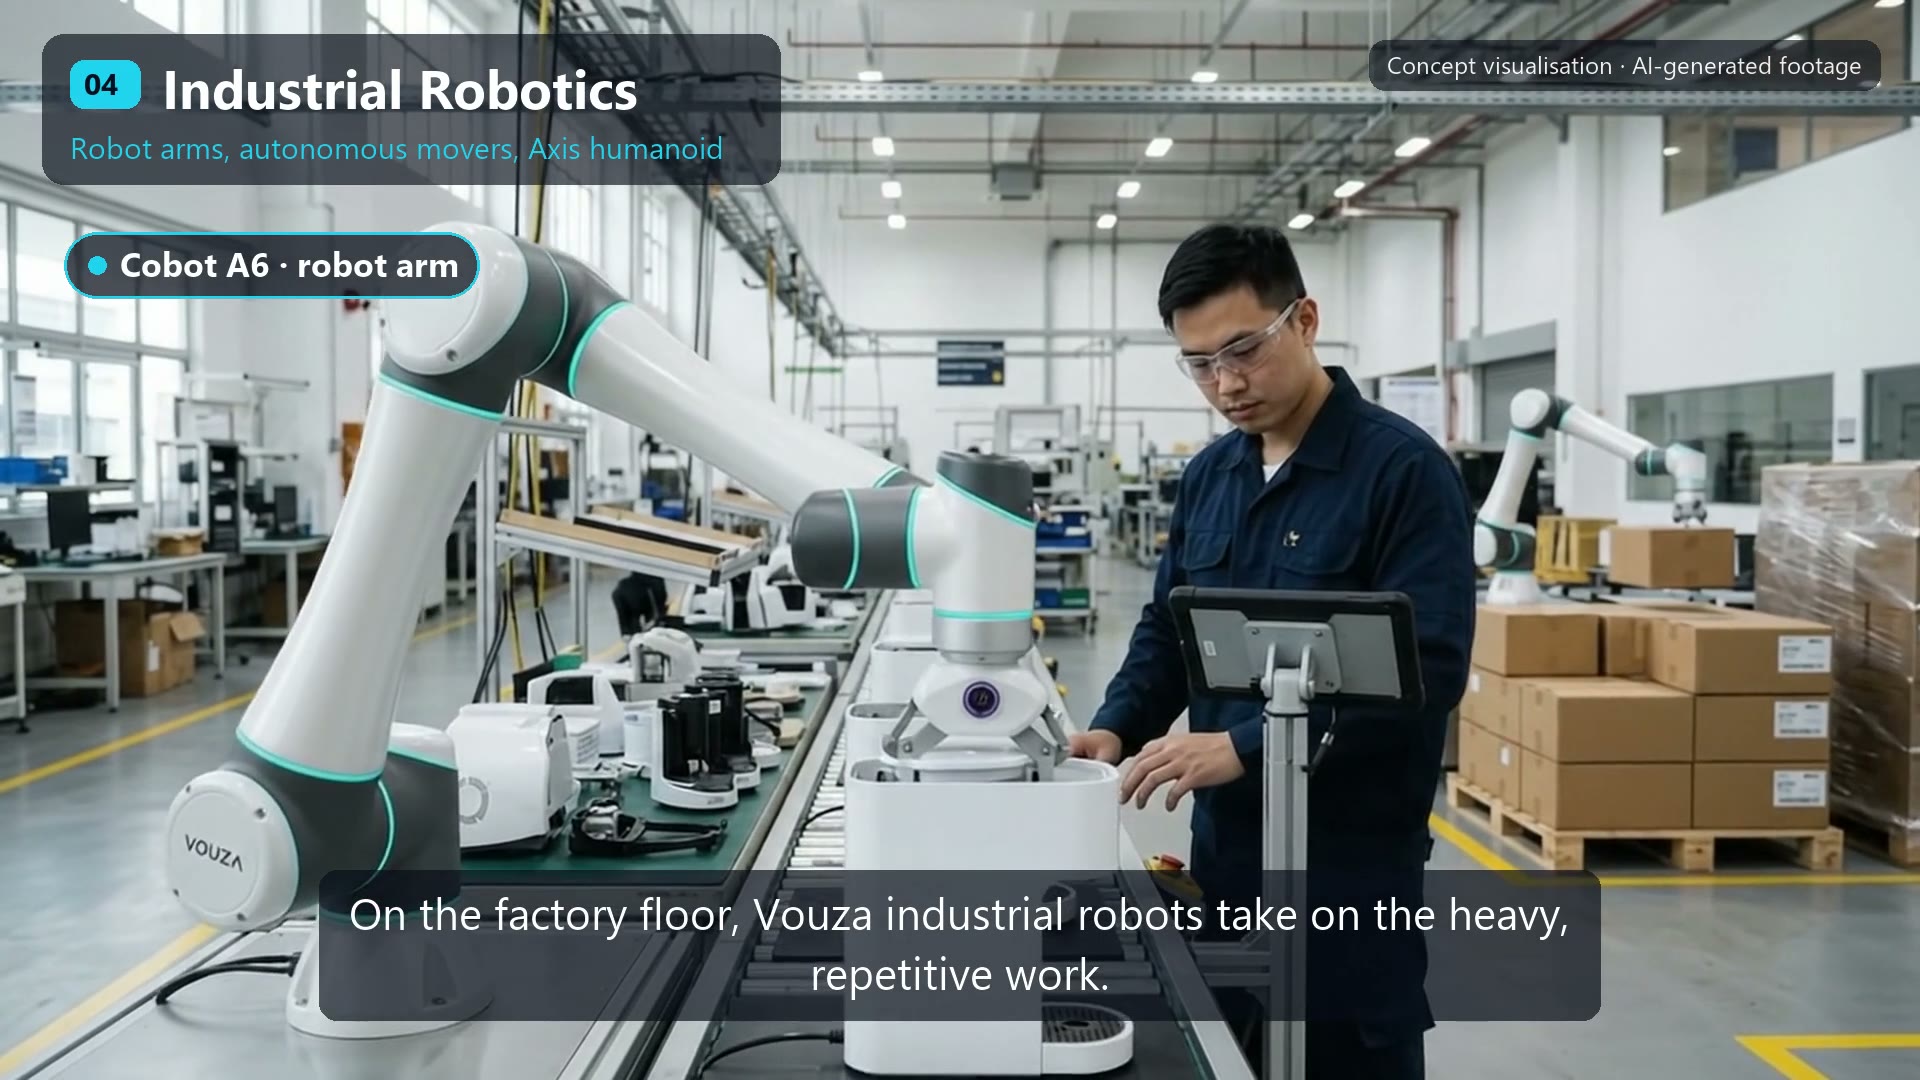 04 Industrial Robotics
Robot arms, autonomous movers, Axis humanoid
Concept visualisation · AI-generated footage
Cobot A6 · robot arm
VOUZA
On the factory floor, Vouza industrial robots take on the heavy,
repetitive work.